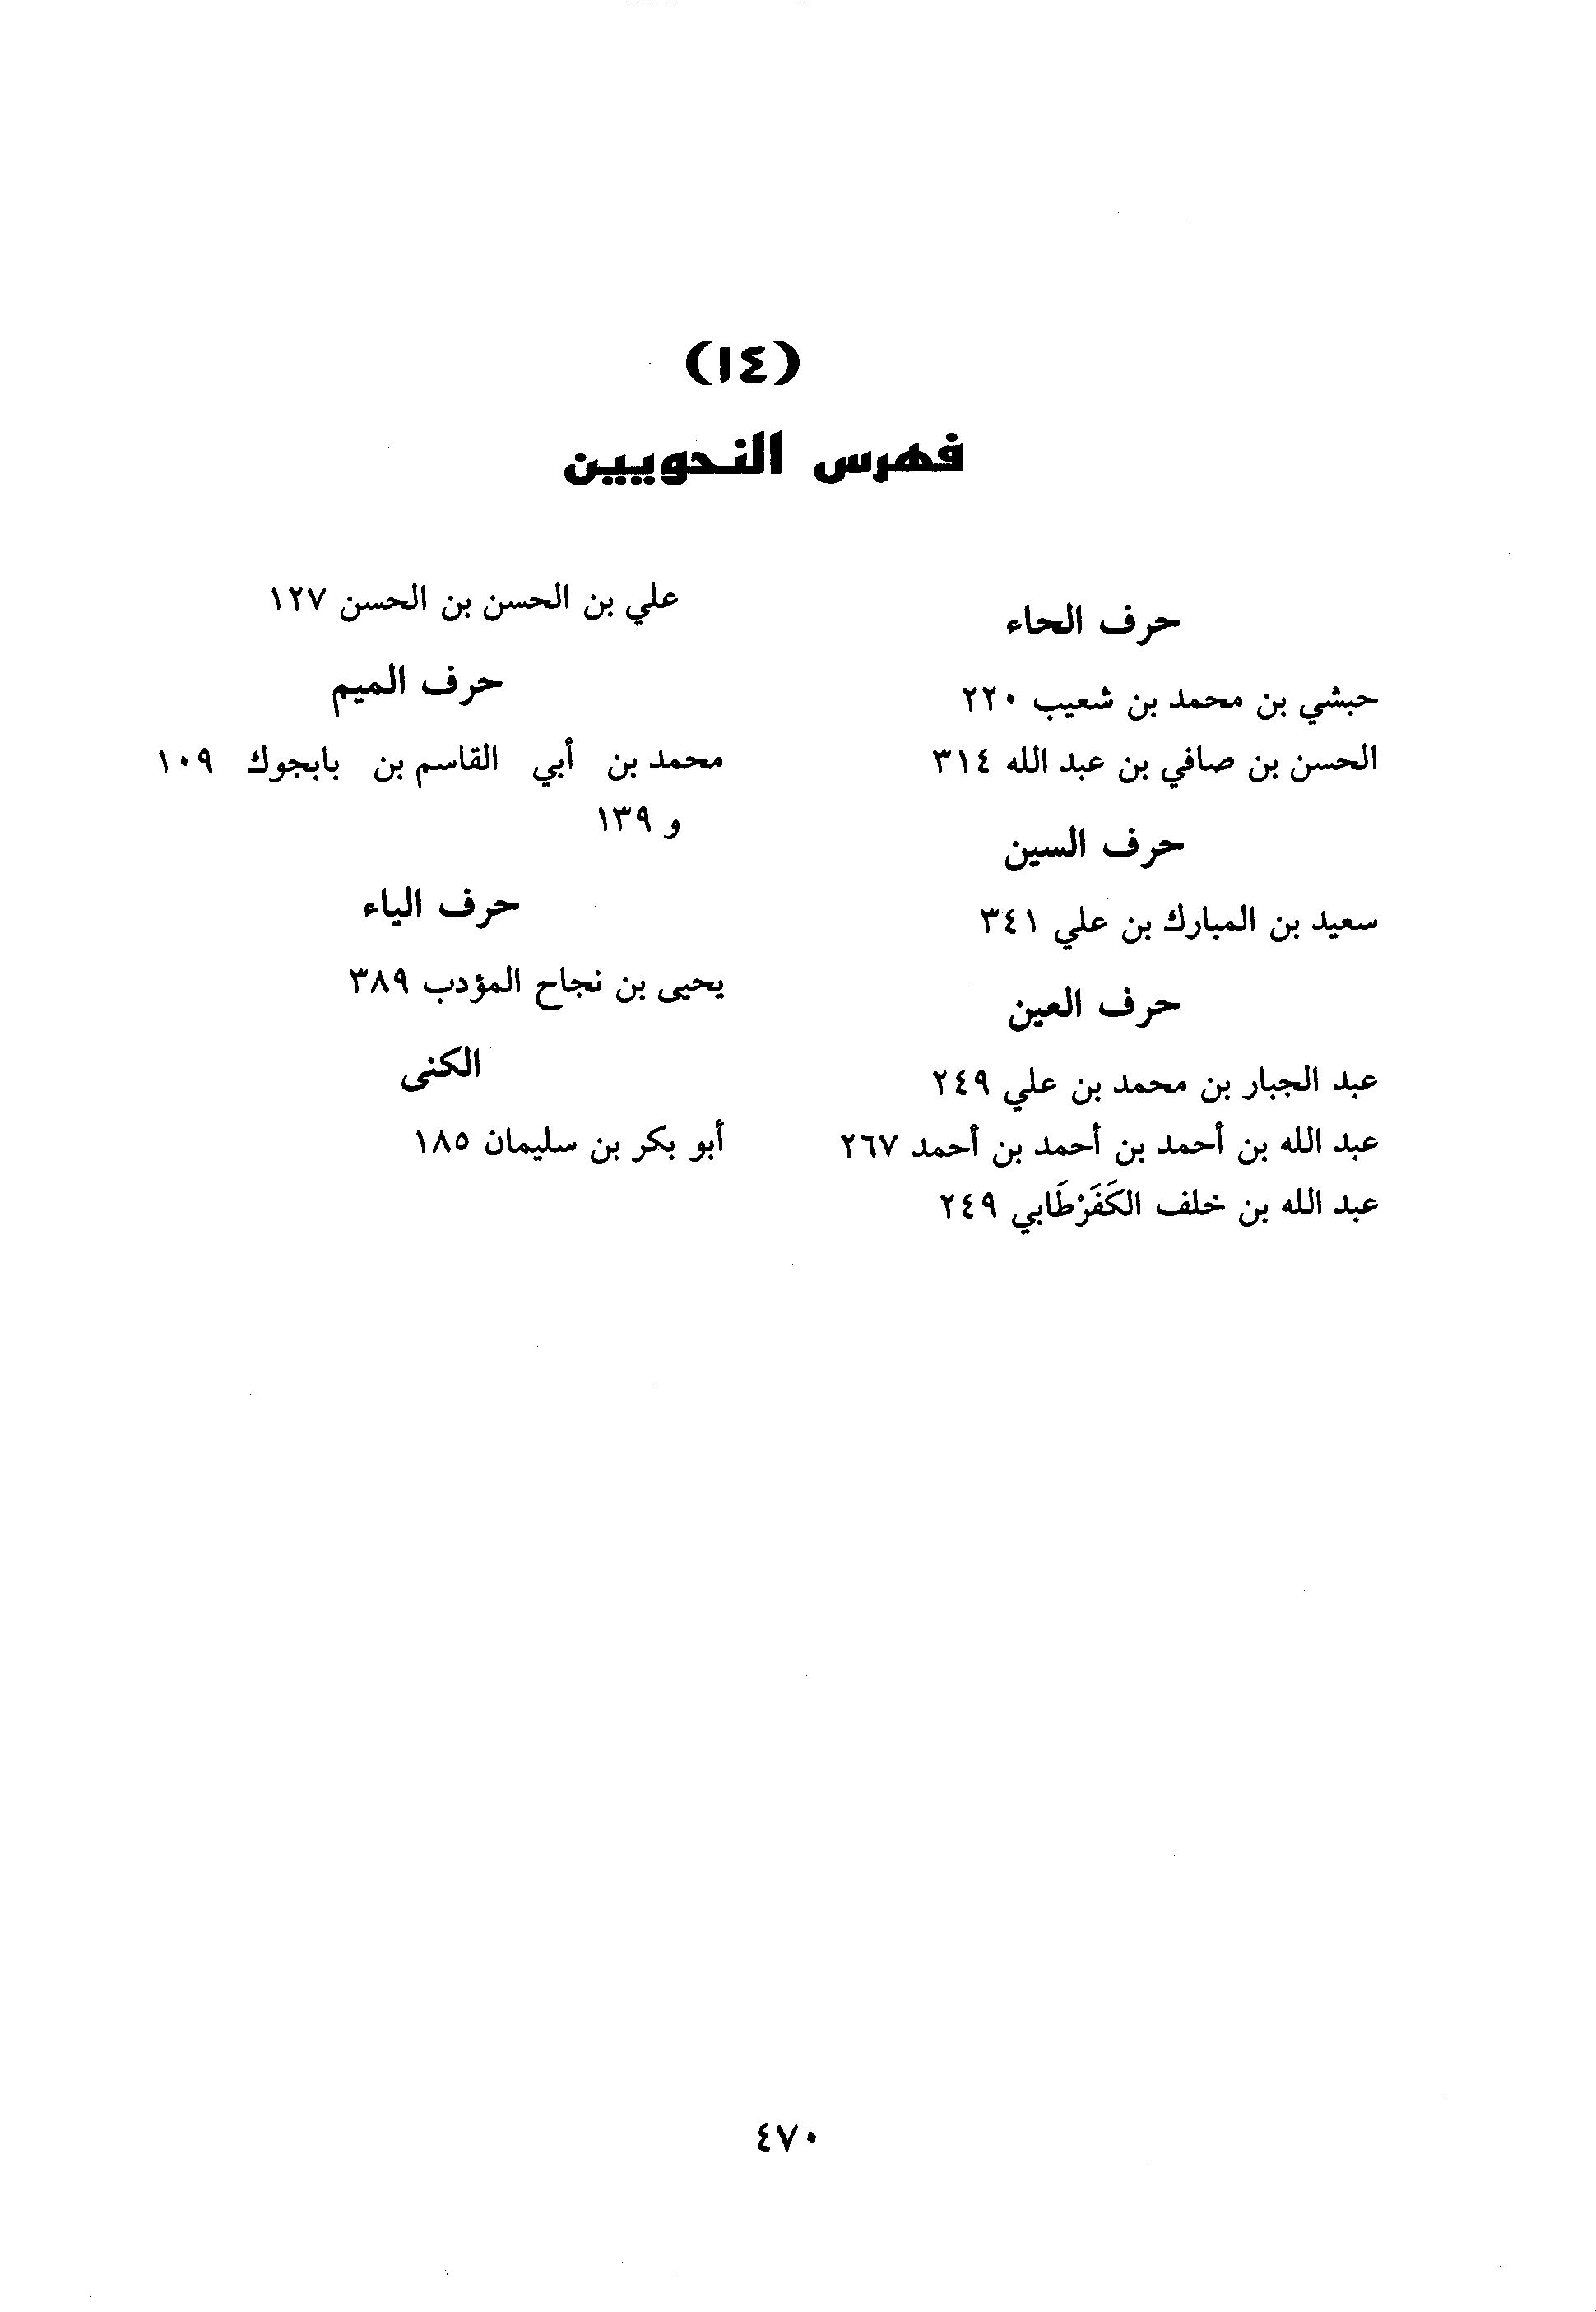 (١٤)
فهرس النحويين
حرف الحاء
حبشي بن محمد بن شعيب ٢٢٠
الحسن بن صافي بن عبد الله ٣١٤
حرف السين
سعيد بن المبارك بن علي ٣٤١
حرف العين
عبد الجبار بن محمد بن علي ٢٤٩
عبد الله بن أحمد بن أحمد بن أحمد ٢٦٧
عبد الله بن خلف الكَفَرْطَابي ٢٤٩
علي بن الحسن بن الحسن ١٢٧
حرف الميم
محمد بن أبي القاسم بن بابجوك ١٠٩
و ١٣٩
حرف الياء
يحيى بن نجاح المؤدب ٣٨٩
الكنى
أبو بكر بن سليمان ١٨٥
٤٧٠